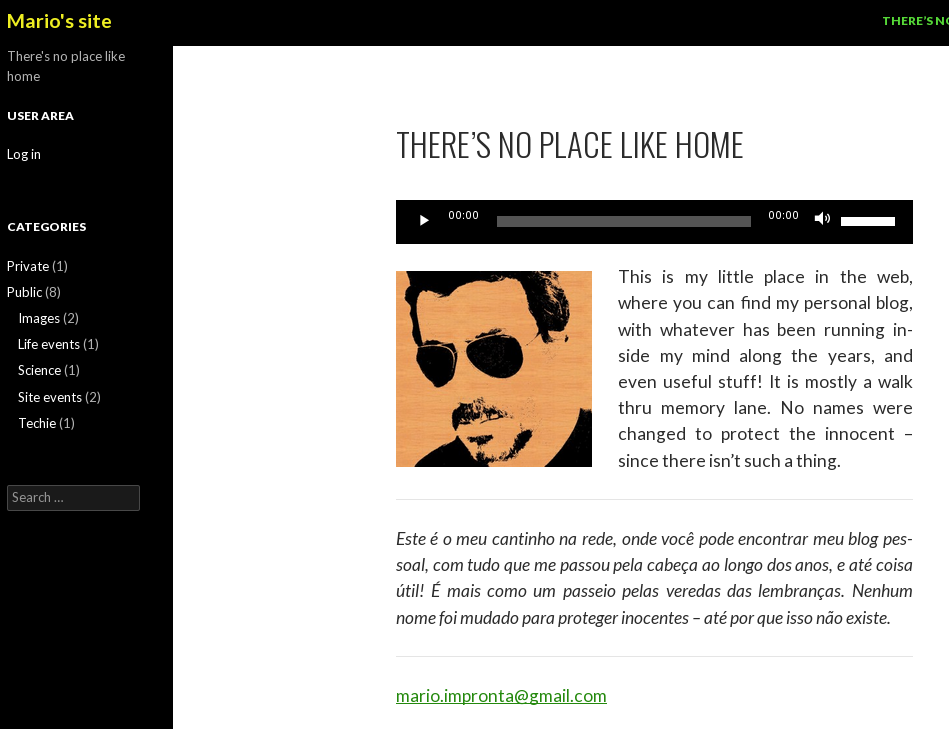 Mario's site
THERE’S NO
There's no place like
home
USER AREA
Log in
CATEGORIES
Private (1)
Public (8)
Images (2)
Life events (1)
Science (1)
Site events (2)
Techie (1)
Search …
THERE’S NO PLACE LIKE HOME
00:00 00:00
This is my little place in the web,
where you can find my personal blog,
with whatever has been running in-
side my mind along the years, and
even useful stuff! It is mostly a walk
thru memory lane. No names were
changed to protect the innocent –
since there isn’t such a thing.
Este é o meu cantinho na rede, onde você pode encontrar meu blog pes-
soal, com tudo que me passou pela cabeça ao longo dos anos, e até coisa
útil! É mais como um passeio pelas veredas das lembranças. Nenhum
nome foi mudado para proteger inocentes – até por que isso não existe.
mario.impronta@gmail.com